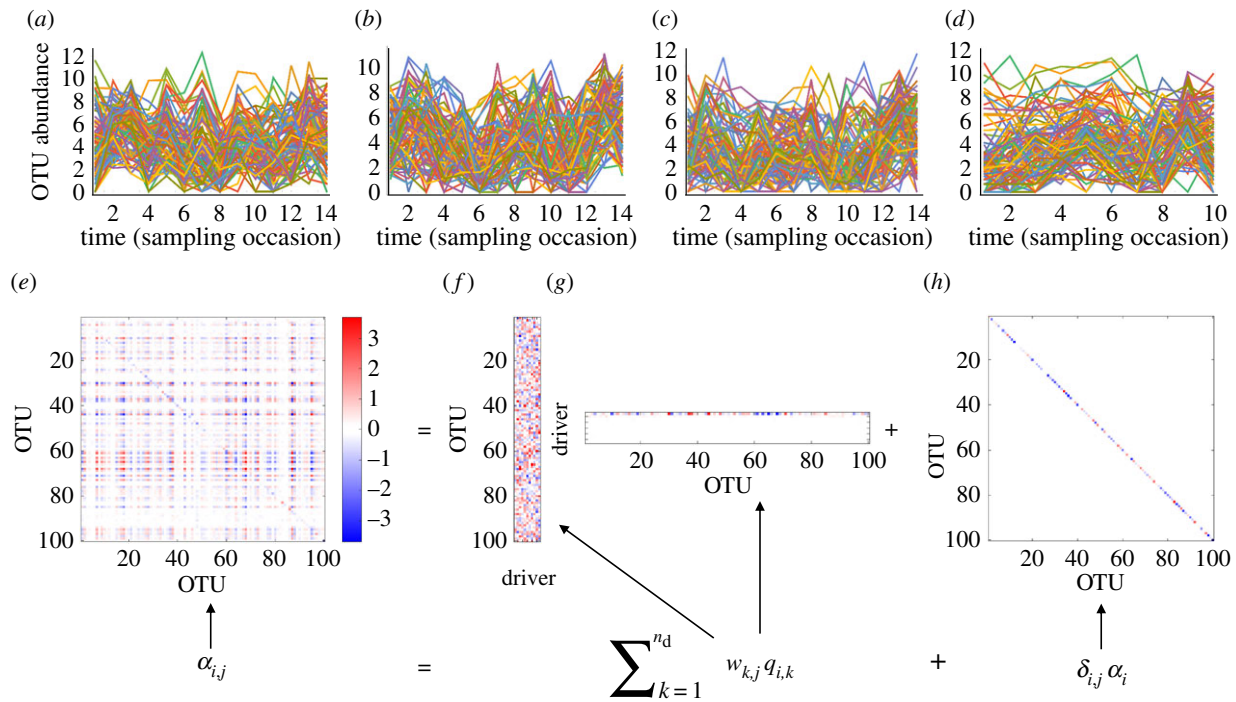 (a) (b) (c) (d)
OTU abundance
12 10 8 6 4 2 0
2 4 6 8 10 12 14
time (sampling occasion)
10 8 6 4 2 0
2 4 6 8 10 12 14
time (sampling occasion)
12 10 8 6 4 2 0
2 4 6 8 10 12 14
time (sampling occasion)
12 10 8 6 4 2 0
2 4 6 8 10
time (sampling occasion)
(e) (f) (g) (h)
OTU
20 40 60 80 100
20 40 60 80 100
OTU
3 2 1 0 −1 −2 −3
=
OTU
20 40 60 80 100
driver
driver
20 40 60 80 100
OTU
+
OTU
20 40 60 80 100
20 40 60 80 100
OTU
α_{i,j} = ∑_{k=1}^{n_d} w_{k,j} q_{i,k} + δ_{i,j} α_i